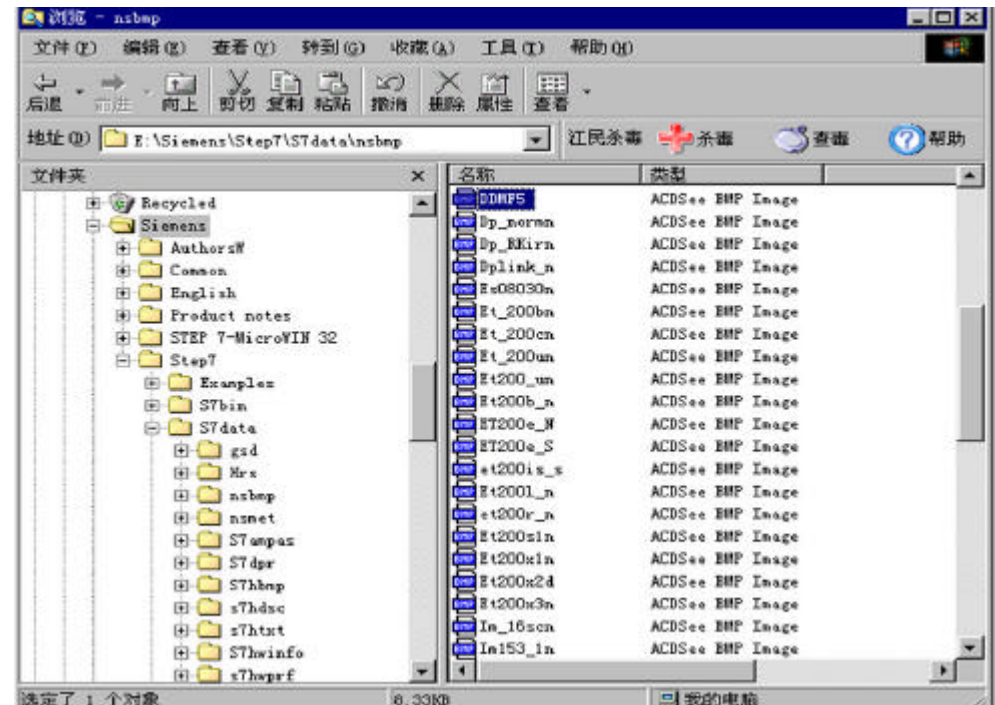 浏览 - nsbmp
文件(F) 编辑(E) 查看(V) 转到(G) 收藏(A) 工具(T) 帮助(H)
后退 前进 向上 剪切 复制 粘贴 撤消 删除 属性 查看
地址(D) E:\Siemens\Step7\S7data\nsbmp 江民杀毒 杀毒 查毒 帮助
文件夹 ×
Recycled
Siemens
AuthorsW
Common
English
Product notes
STEP 7-MicroWIN 32
Step7
Examples
S7bin
S7data
gsd
Hrs
nsbmp
nsmet
S7ampas
S7dpr
S7hbmp
s7hdsc
s7htxt
S7hwinfo
s7hwprf
名称 类型
DDMP5 ACDSee BMP Image
Dp_normn ACDSee BMP Image
Dp_RKirn ACDSee BMP Image
Dplink_n ACDSee BMP Image
Es08030n ACDSee BMP Image
Et_200bn ACDSee BMP Image
Et_200cn ACDSee BMP Image
Et_200un ACDSee BMP Image
Et200_un ACDSee BMP Image
Et200b_n ACDSee BMP Image
ET200e_N ACDSee BMP Image
ET200e_S ACDSee BMP Image
et200is_s ACDSee BMP Image
Et200l_n ACDSee BMP Image
et200r_n ACDSee BMP Image
Et200s1n ACDSee BMP Image
Et200x1n ACDSee BMP Image
Et200x2d ACDSee BMP Image
Et200x3n ACDSee BMP Image
Im_16scn ACDSee BMP Image
Im153_1n ACDSee BMP Image
选定了 1 个对象 8.33KB 我的电脑